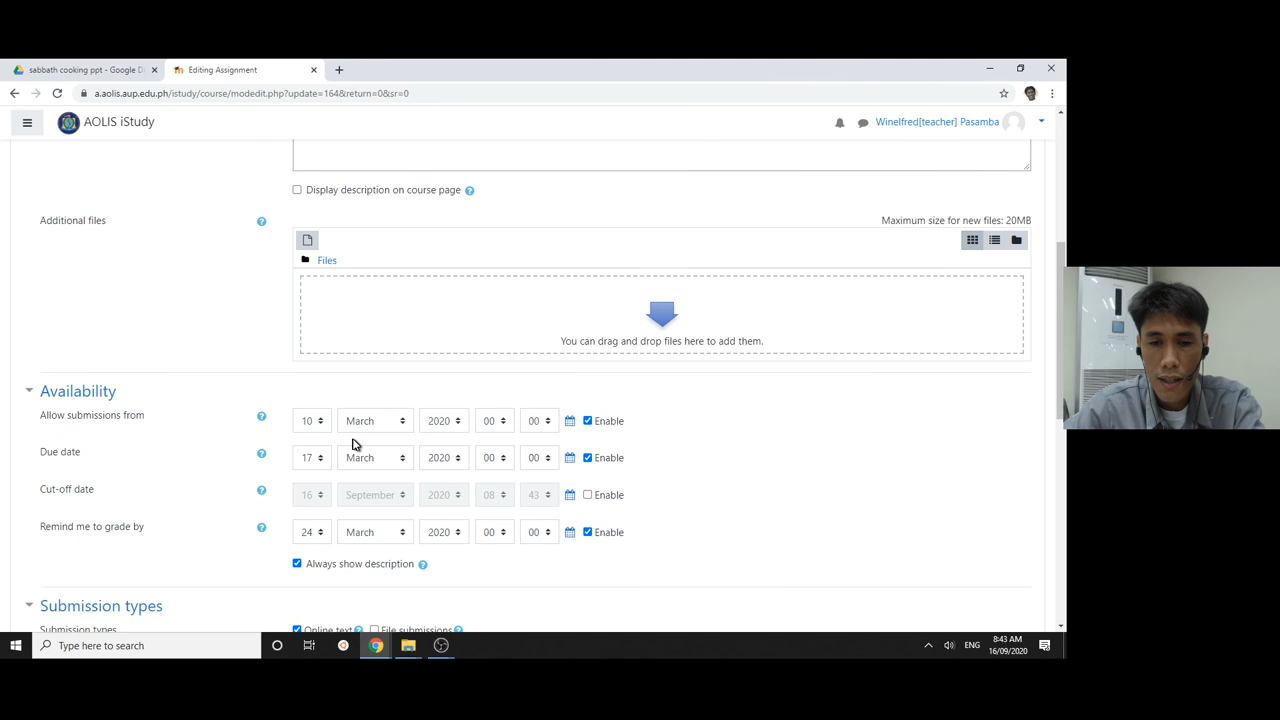 sabbath cooking ppt - Google D
Editing Assignment
a.aolis.aup.edu.ph/istudy/course/modedit.php?update=164&return=0&sr=0
AOLIS iStudy
Winelfred[teacher] Pasamba
Display description on course page
Additional files
Maximum size for new files: 20MB
Files
You can drag and drop files here to add them.
Availability
Allow submissions from 10 March 2020 00 00 Enable
Due date 17 March 2020 00 00 Enable
Cut-off date 16 September 2020 08 43 Enable
Remind me to grade by 24 March 2020 00 00 Enable
Always show description
Submission types
Submission types Online text File submissions
Type here to search
ENG
8:43 AM
16/09/2020